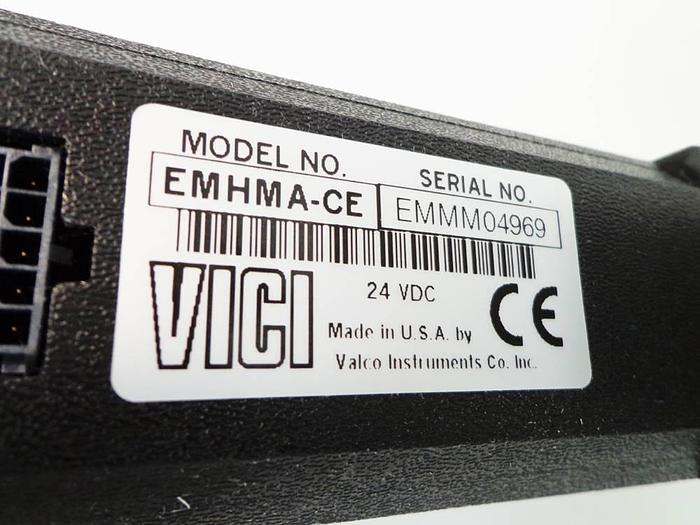 MODEL NO. SERIAL NO.
EMHMA-CE EMMM04969
VICI
24 VDC
CE
Made in U.S.A. by
Valco Instruments Co. Inc.